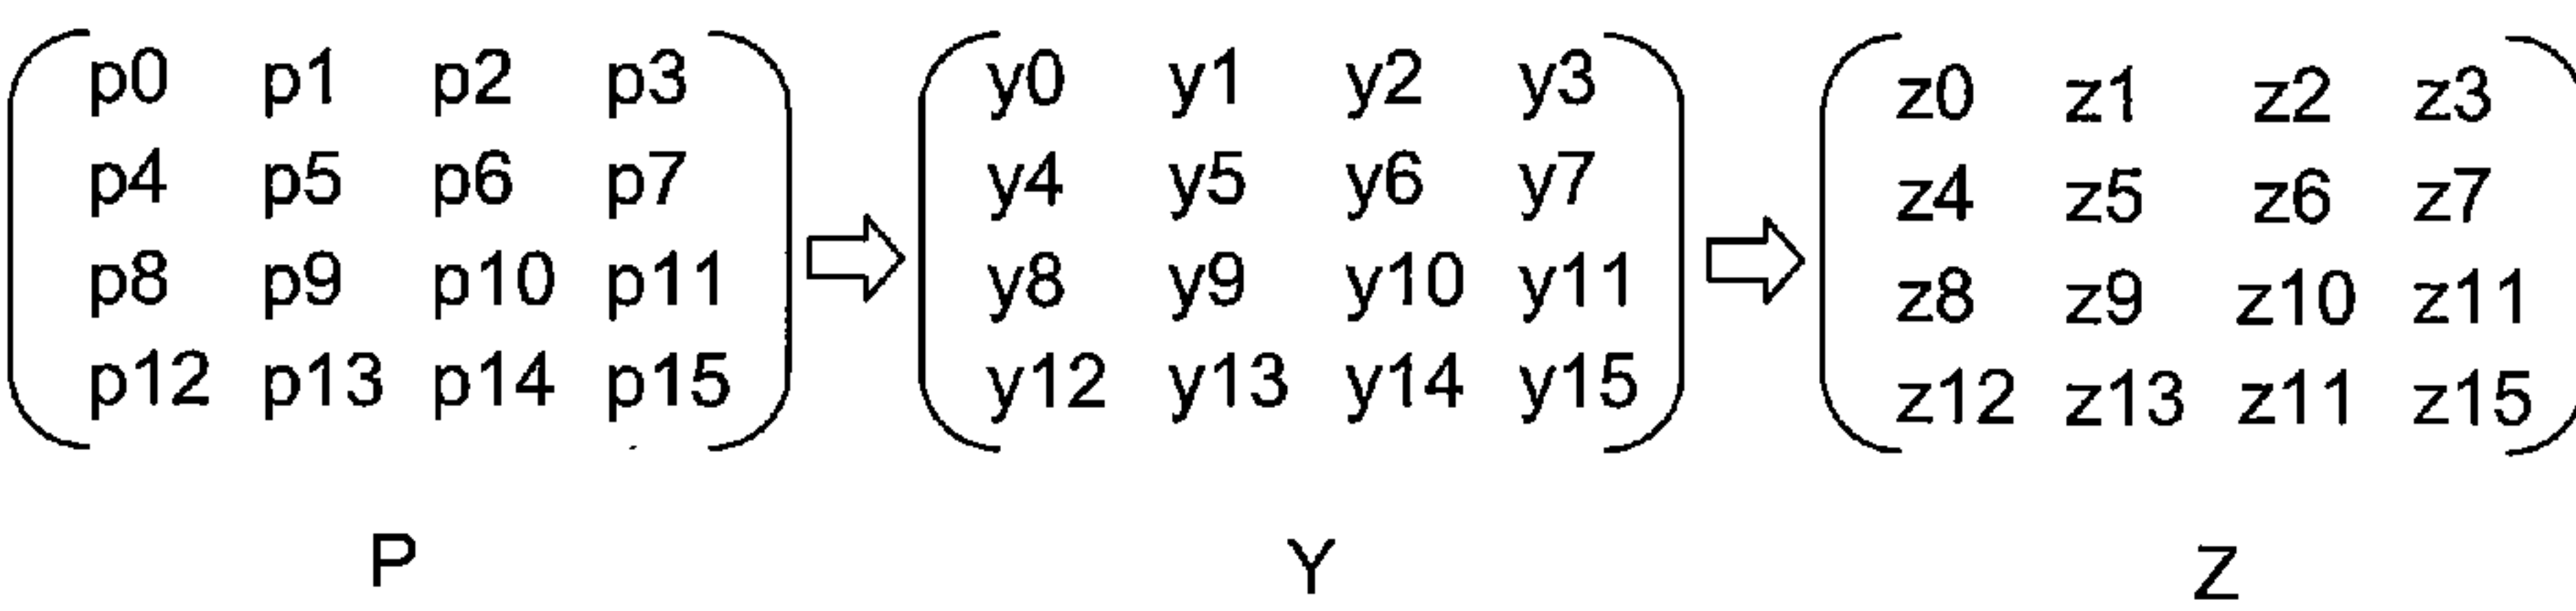 p0 p1 p2 p3 y0 y1 y2 y3 z0 z1 z2 z3
p4 p5 p6 p7 y4 y5 y6 y7 z4 z5 z6 z7
p8 p9 p10 p11 y8 y9 y10 y11 z8 z9 z10 z11
p12 p13 p14 p15 y12 y13 y14 y15 z12 z13 z11 z15
P Y Z